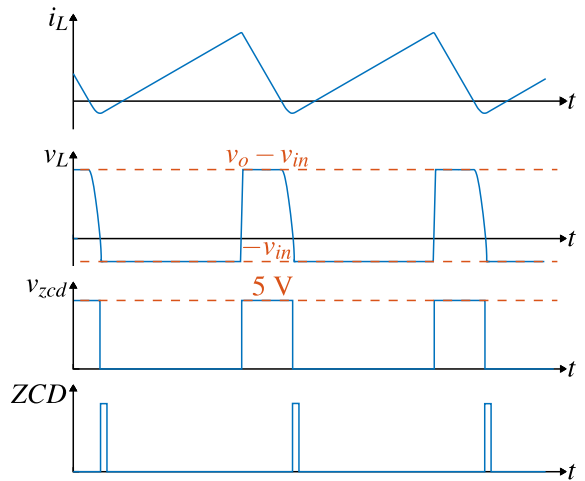 i_L
t
v_L
v_o − v_in
t
−v_in
v_zcd
5 V
t
ZCD
t